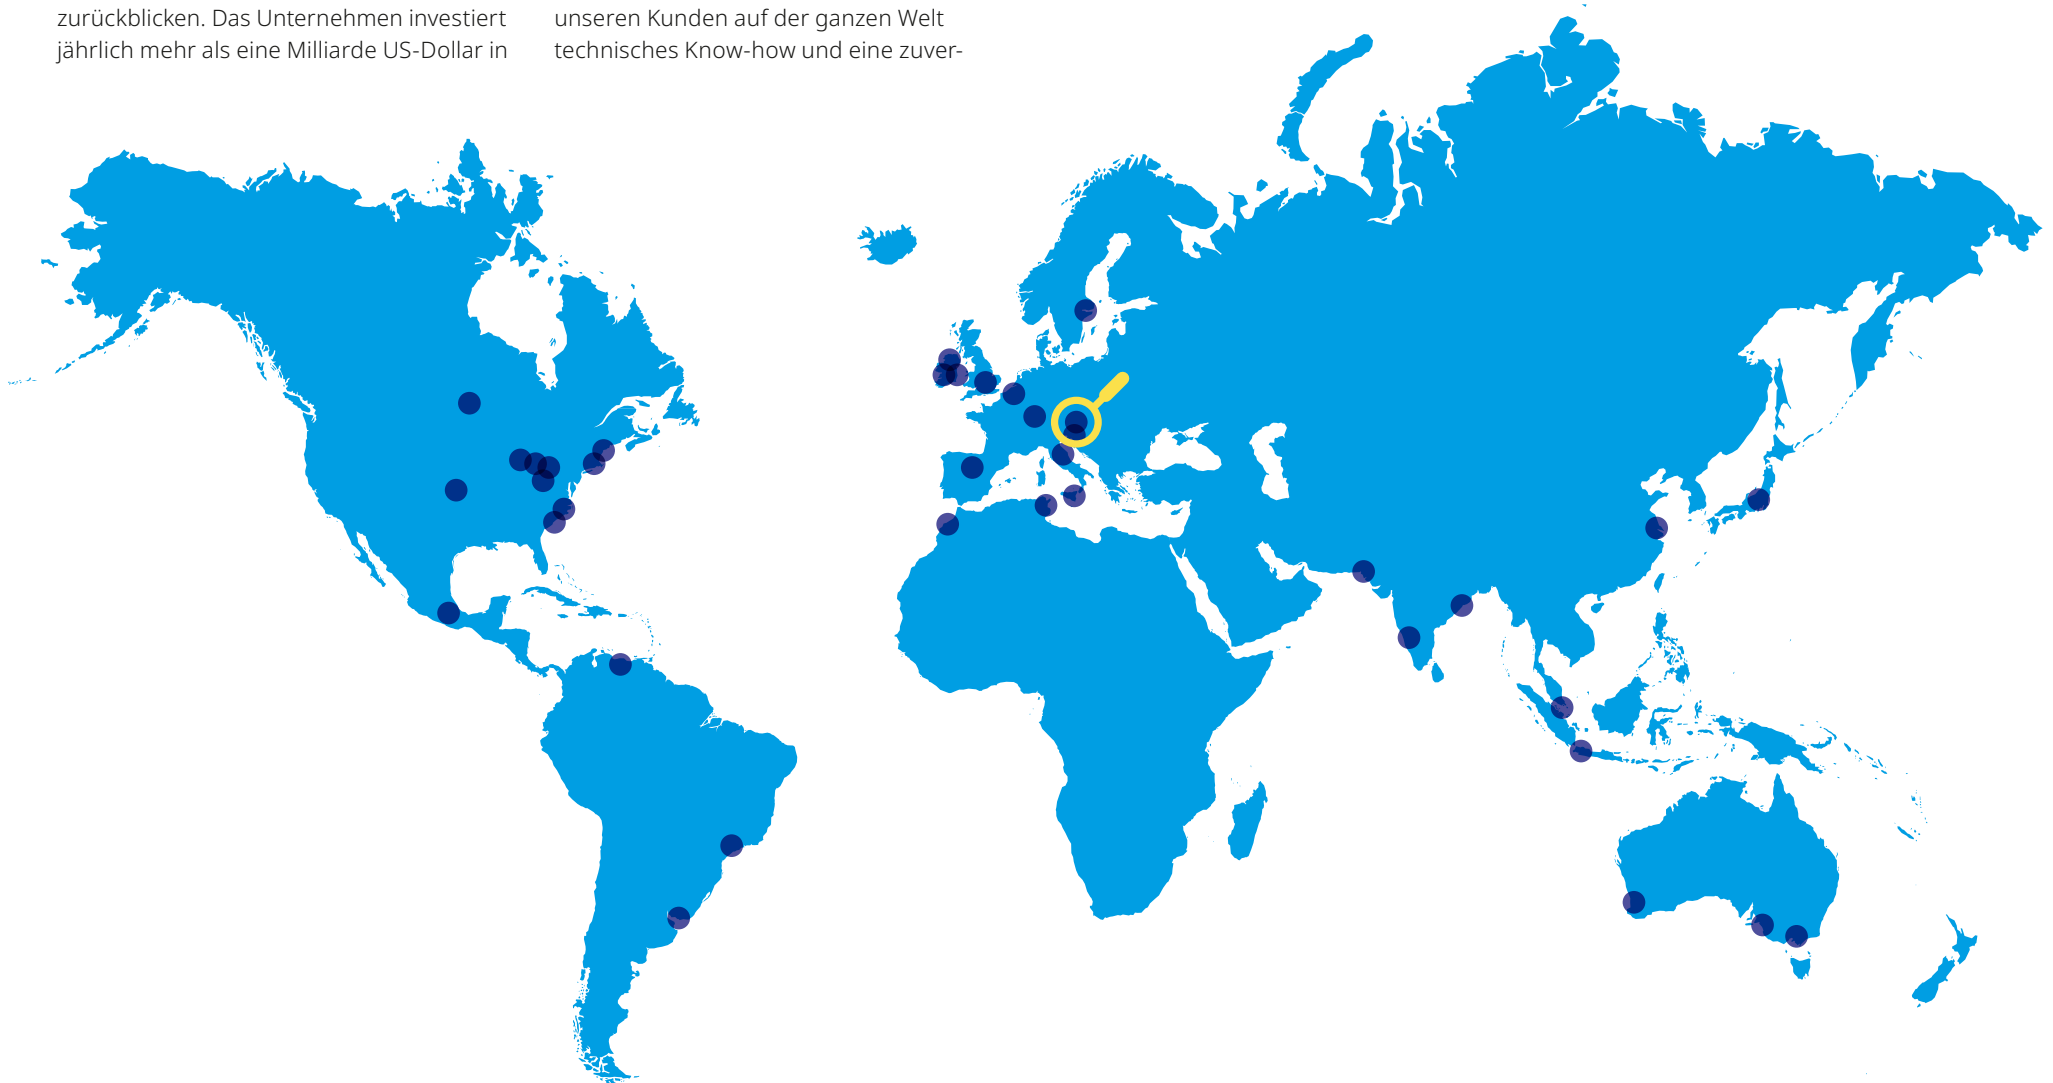 zurückblicken. Das Unternehmen investiert
jährlich mehr als eine Milliarde US-Dollar in
unseren Kunden auf der ganzen Welt
technisches Know-how und eine zuver-